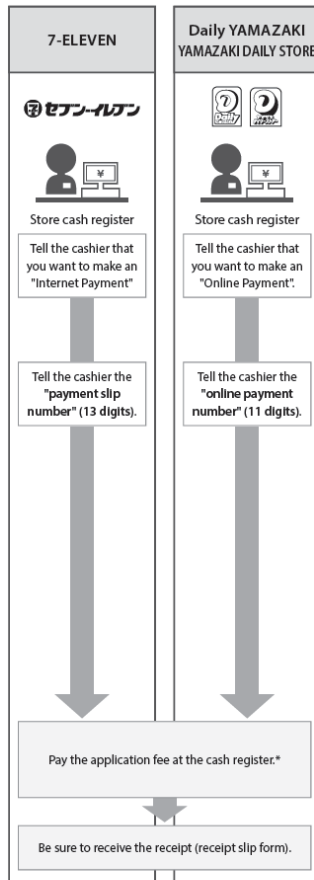 7-ELEVEN
セブン-イレブン
Store cash register
Tell the cashier that
you want to make an
"Internet Payment"
Tell the cashier the
"payment slip
number" (13 digits).
Daily YAMAZAKI
YAMAZAKI DAILY STORE
Store cash register
Tell the cashier that
you want to make an
"Online Payment".
Tell the cashier the
"online payment
number" (11 digits).
Pay the application fee at the cash register.*
Be sure to receive the receipt (receipt slip form).